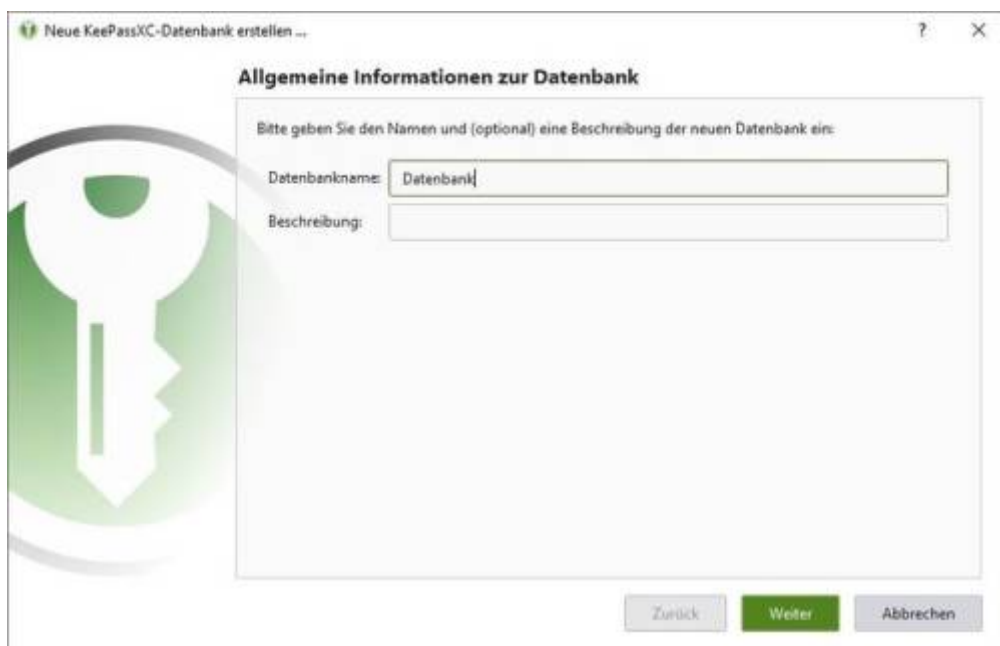 Neue KeePassXC-Datenbank erstellen ...
Allgemeine Informationen zur Datenbank
Bitte geben Sie den Namen und (optional) eine Beschreibung der neuen Datenbank ein:
Datenbankname: Datenbank
Beschreibung:
Zurück Weiter Abbrechen